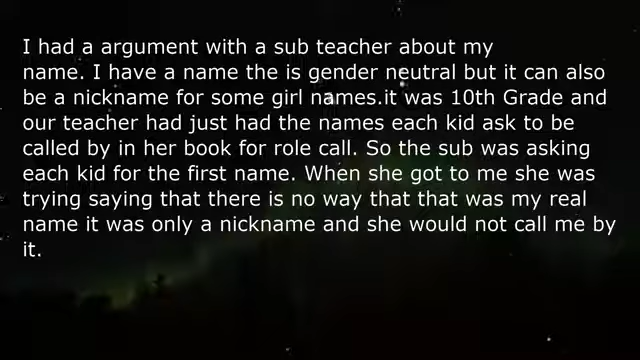 I had a argument with a sub teacher about my
name. I have a name the is gender neutral but it can also
be a nickname for some girl names.it was 10th Grade and
our teacher had just had the names each kid ask to be
called by in her book for role call. So the sub was asking
each kid for the first name. When she got to me she was
trying saying that there is no way that that was my real
name it was only a nickname and she would not call me by
it.